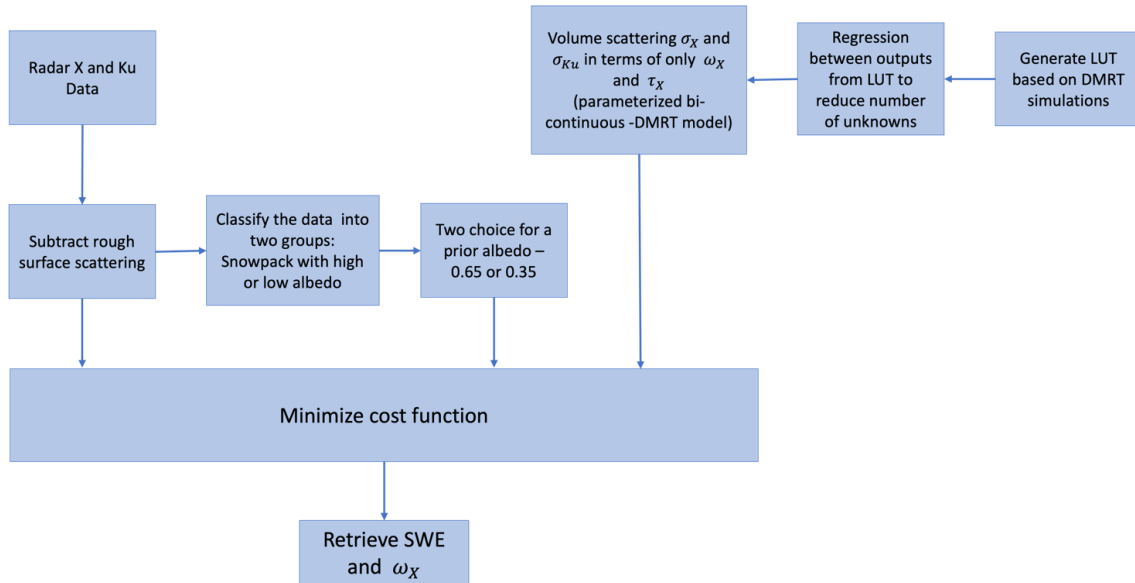 Radar X and Ku
Data
Volume scattering σ_X and
σ_Ku in terms of only ω_X
and τ_X
(parameterized bi-
continuous -DMRT model)
Regression
between outputs
from LUT to
reduce number
of unknowns
Generate LUT
based on DMRT
simulations
Subtract rough
surface scattering
Classify the data into
two groups:
Snowpack with high
or low albedo
Two choice for a
prior albedo –
0.65 or 0.35
Minimize cost function
Retrieve SWE
and ω_X